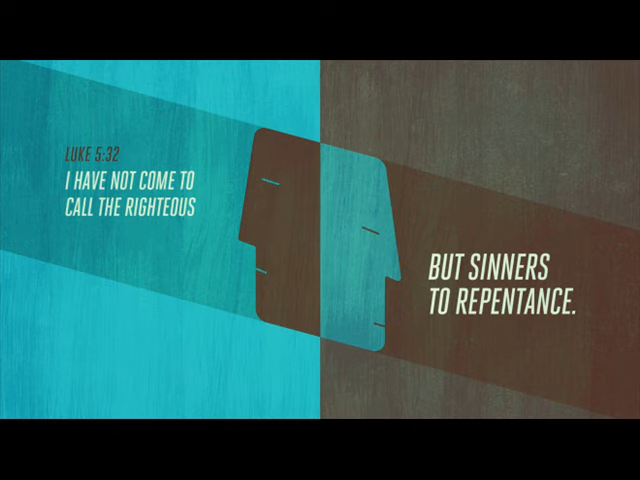 LUKE 5:32
I HAVE NOT COME TO
CALL THE RIGHTEOUS
BUT SINNERS
TO REPENTANCE.